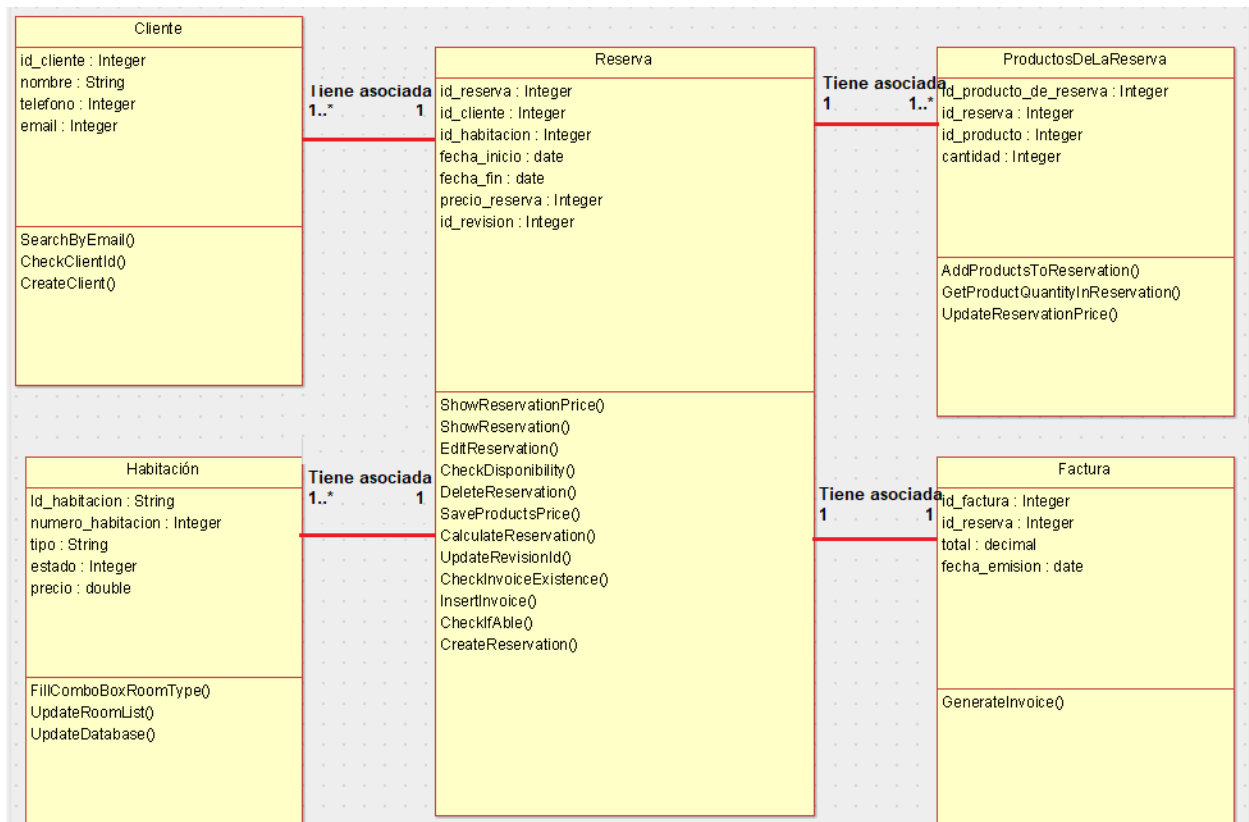 Cliente
id_cliente : Integer
nombre : String
telefono : Integer
email : Integer
SearchByEmail()
CheckClientId()
CreateClient()
Tiene asociada
1..* 1
Reserva
id_reserva : Integer
id_cliente : Integer
id_habitacion : Integer
fecha_inicio : date
fecha_fin : date
precio_reserva : Integer
id_revision : Integer
ShowReservationPrice()
ShowReservation()
EditReservation()
CheckDisponibility()
DeleteReservation()
SaveProductsPrice()
CalculateReservation()
UpdateRevisionId()
CheckInvoiceExistence()
InsertInvoice()
CheckIfAble()
CreateReservation()
Tiene asociada
1 1..*
ProductosDeLaReserva
id_producto_de_reserva : Integer
id_reserva : Integer
id_producto : Integer
cantidad : Integer
AddProductsToReservation()
GetProductQuantityInReservation()
UpdateReservationPrice()
Habitación
Id_habitacion : String
numero_habitacion : Integer
tipo : String
estado : Integer
precio : double
FillComboBoxRoomType()
UpdateRoomList()
UpdateDatabase()
Tiene asociada
1..* 1
Tiene asociada
1 1
Factura
id_factura : Integer
id_reserva : Integer
total : decimal
fecha_emision : date
GenerateInvoice()